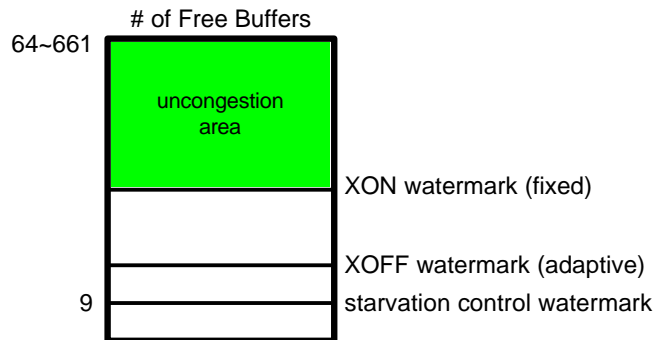 # of Free Buffers
64~661
uncongestion
area
XON watermark (fixed)
XOFF watermark (adaptive)
9
starvation control watermark